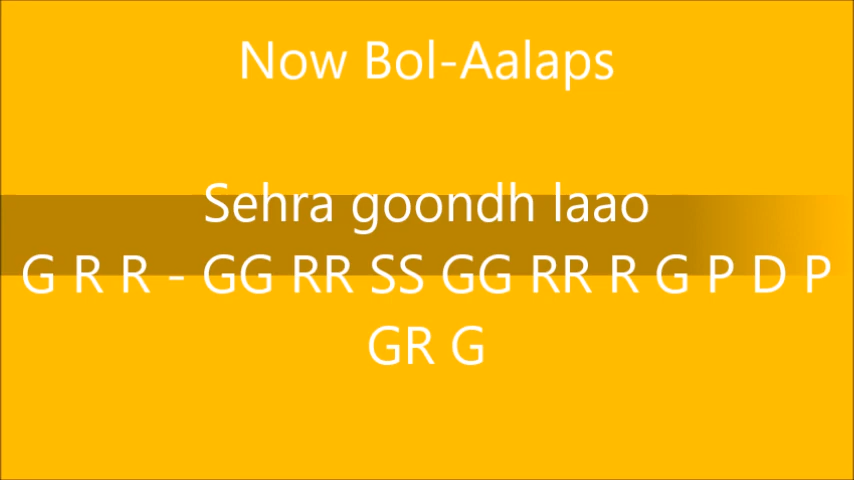 Now Bol-Aalaps
Sehra goondh laao
G R R - GG RR SS GG RR R G P D P
GR G